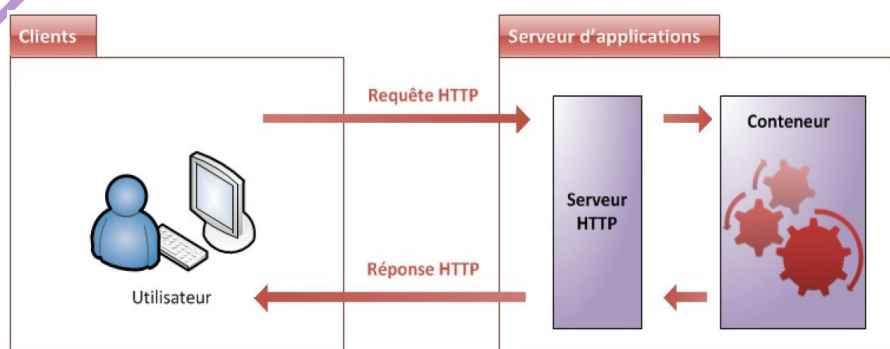 Clients
Serveur d'applications
Requête HTTP
Conteneur
Serveur
HTTP
Réponse HTTP
Utilisateur